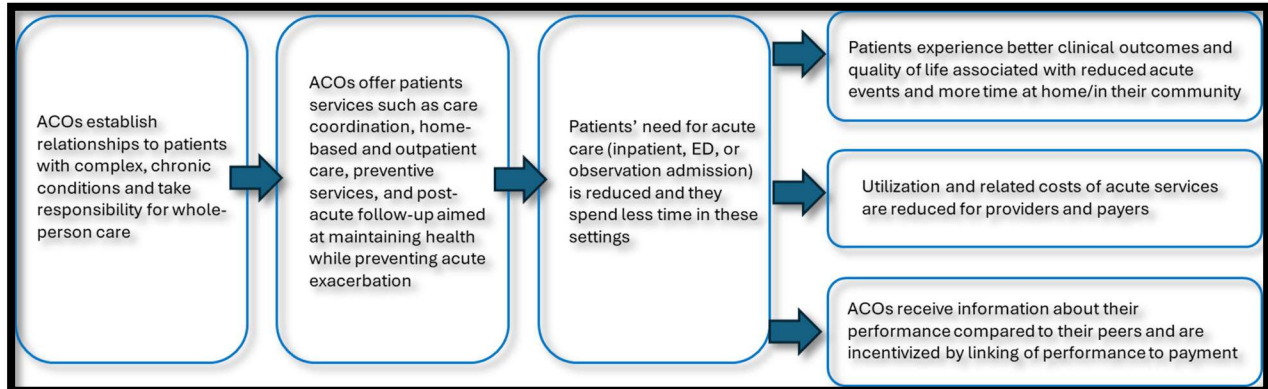 ACOs establish
relationships to patients
with complex, chronic
conditions and take
responsibility for whole-
person care
ACOs offer patients
services such as care
coordination, home-
based and outpatient
care, preventive
services, and post-
acute follow-up aimed
at maintaining health
while preventing acute
exacerbation
Patients’ need for acute
care (inpatient, ED, or
observation admission)
is reduced and they
spend less time in these
settings
Patients experience better clinical outcomes and
quality of life associated with reduced acute
events and more time at home/in their community
Utilization and related costs of acute services
are reduced for providers and payers
ACOs receive information about their
performance compared to their peers and are
incentivized by linking of performance to payment